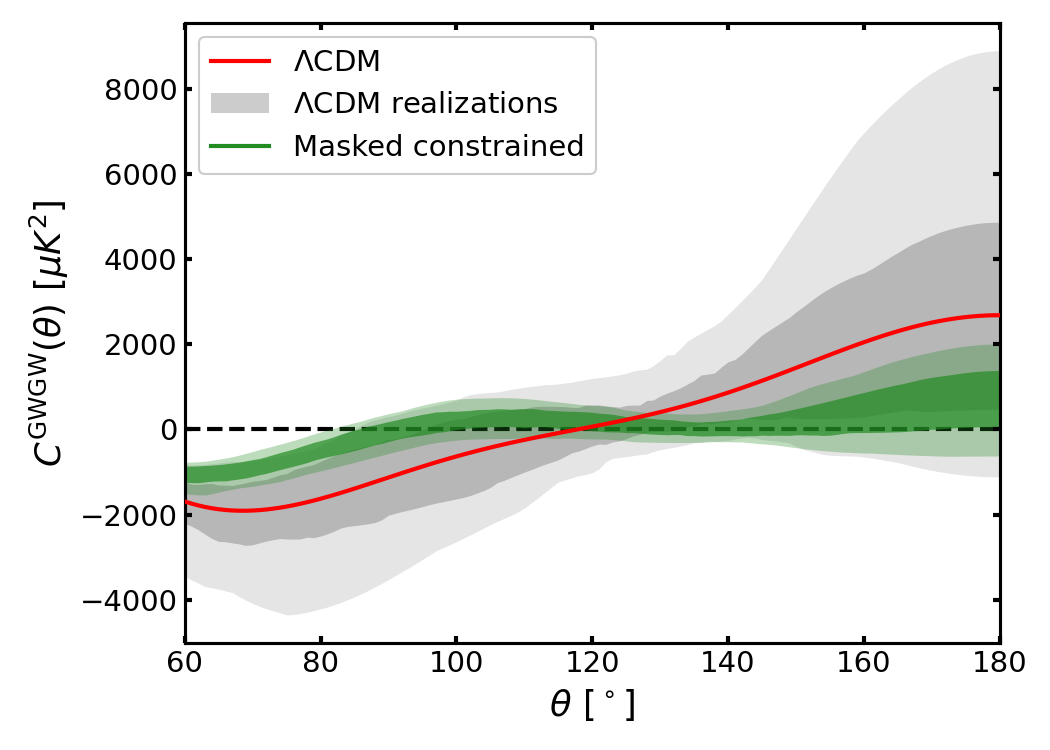 ΛCDM
ΛCDM realizations
Masked constrained
C^GWGW(θ) [μK²]
8000
6000
4000
2000
0
−2000
−4000
60 80 100 120 140 160 180
θ [°]